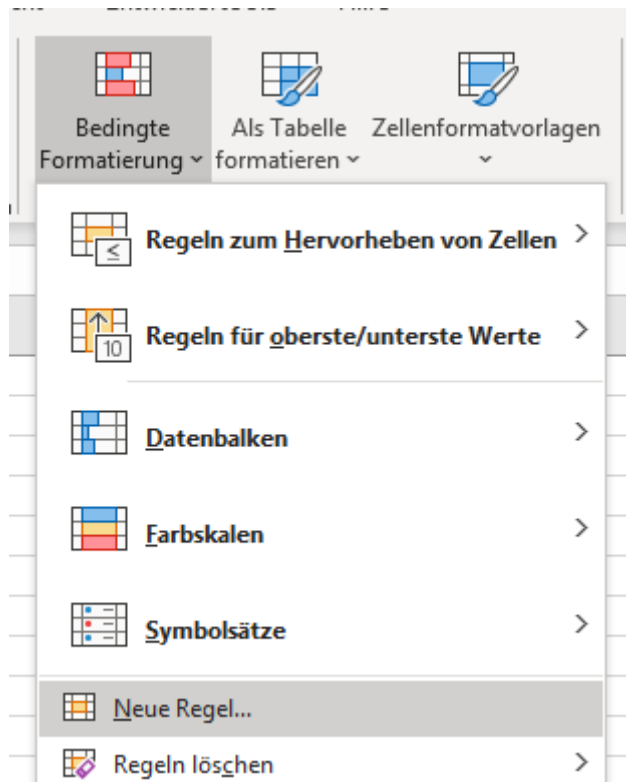 Bedingte
Formatierung
Als Tabelle
formatieren
Zellenformatvorlagen
≤
Regeln zum Hervorheben von Zellen
10
Regeln für oberste/unterste Werte
Datenbalken
Farbskalen
Symbolsätze
Neue Regel...
Regeln löschen